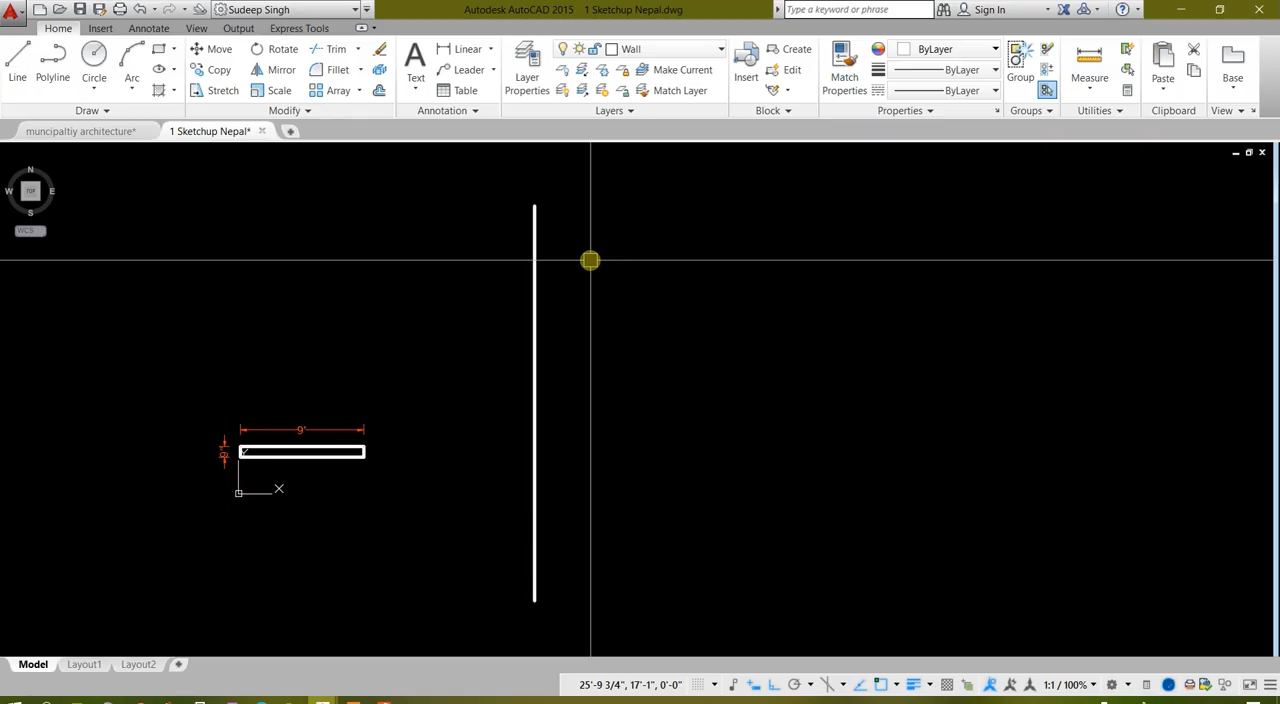 Sudeep Singh Autodesk AutoCAD 2015 1 Sketchup Nepal.dwg Type a keyword or phrase Sign In
Home Insert Annotate View Output Express Tools
Line Polyline Circle Arc
Move Rotate Trim
Copy Mirror Fillet
Stretch Scale Array
Text Linear
Leader
Table
Layer Properties
Wall
Make Current
Match Layer
Insert Create
Edit
Match Properties
ByLayer
ByLayer
ByLayer
Group Measure Paste Base
Draw Modify Annotation Layers Block Properties Groups Utilities Clipboard View
muncipaltiy architecture* 1 Sketchup Nepal*
N
W TOP E
S
WCS
9'
9"
X
Model Layout1 Layout2
25'-9 3/4", 17'-1", 0'-0" 1:1 / 100%